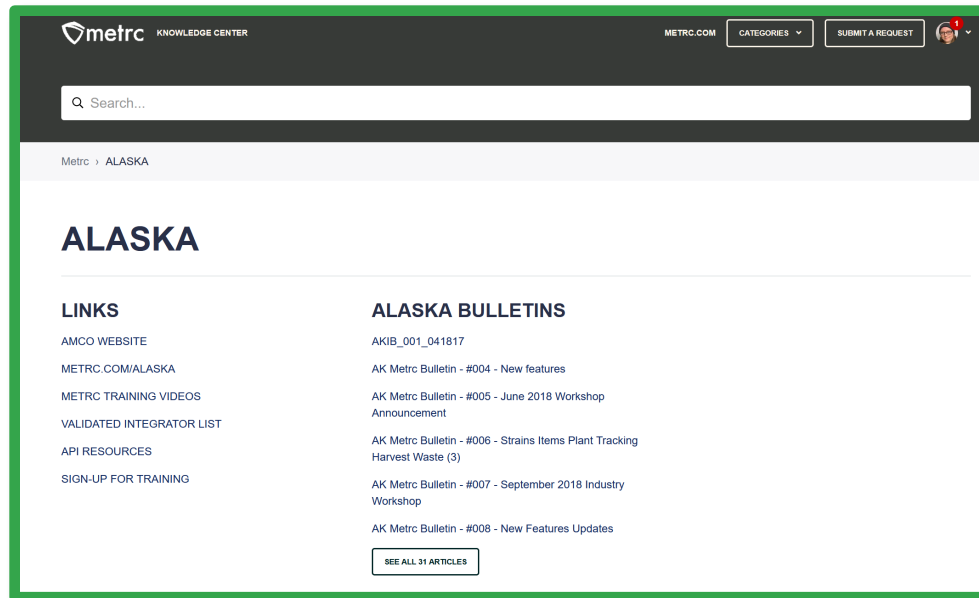 metrc KNOWLEDGE CENTER METRC.COM CATEGORIES SUBMIT A REQUEST 1
Search...
Metrc › ALASKA
ALASKA
LINKS
AMCO WEBSITE
METRC.COM/ALASKA
METRC TRAINING VIDEOS
VALIDATED INTEGRATOR LIST
API RESOURCES
SIGN-UP FOR TRAINING
ALASKA BULLETINS
AKIB_001_041817
AK Metrc Bulletin - #004 - New features
AK Metrc Bulletin - #005 - June 2018 Workshop
Announcement
AK Metrc Bulletin - #006 - Strains Items Plant Tracking
Harvest Waste (3)
AK Metrc Bulletin - #007 - September 2018 Industry
Workshop
AK Metrc Bulletin - #008 - New Features Updates
SEE ALL 31 ARTICLES